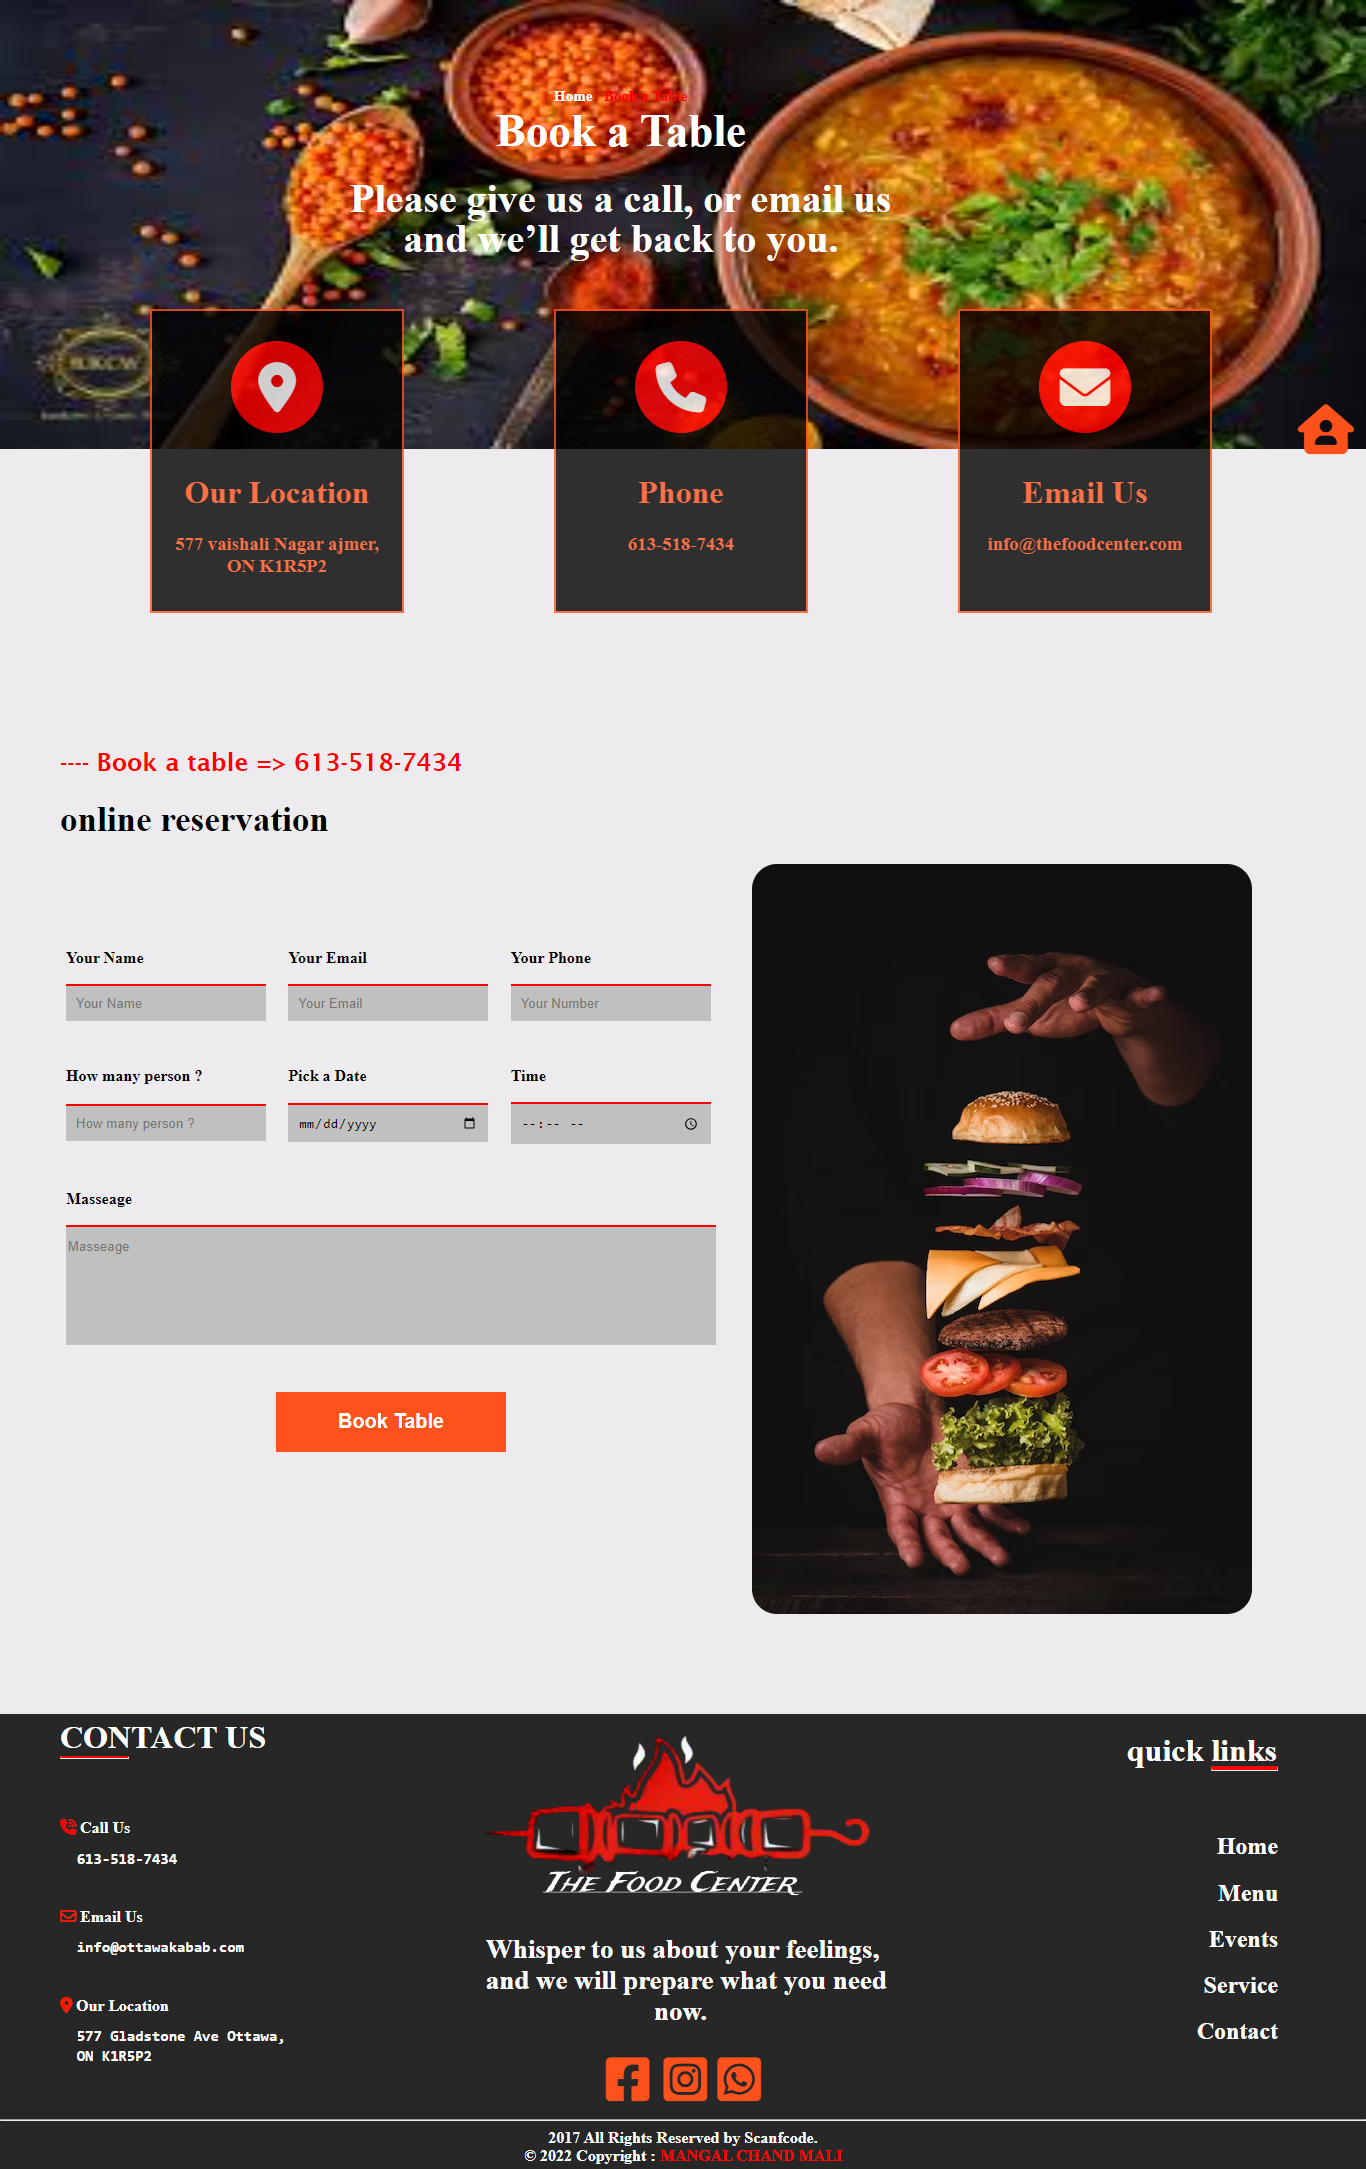 Home Book a Table
Book a Table
Please give us a call, or email us
and we’ll get back to you.
Our Location
577 vaishali Nagar ajmer,
ON K1R5P2
Phone
613-518-7434
Email Us
info@thefoodcenter.com
---- Book a table => 613-518-7434
online reservation
Your Name
Your Email
Your Phone
Your Name
Your Email
Your Number
How many person ?
Pick a Date
Time
How many person ?
mm/dd/yyyy
--:-- --
Masseage
Masseage
Book Table
CONTACT US
Call Us
613-518-7434
Email Us
info@ottawakabab.com
Our Location
577 Gladstone Ave Ottawa,
ON K1R5P2
THE FOOD CENTER
Whisper to us about your feelings,
and we will prepare what you need
now.
quick links
Home
Menu
Events
Service
Contact
2017 All Rights Reserved by Scanfcode.
© 2022 Copyright : MANGAL CHAND MALI